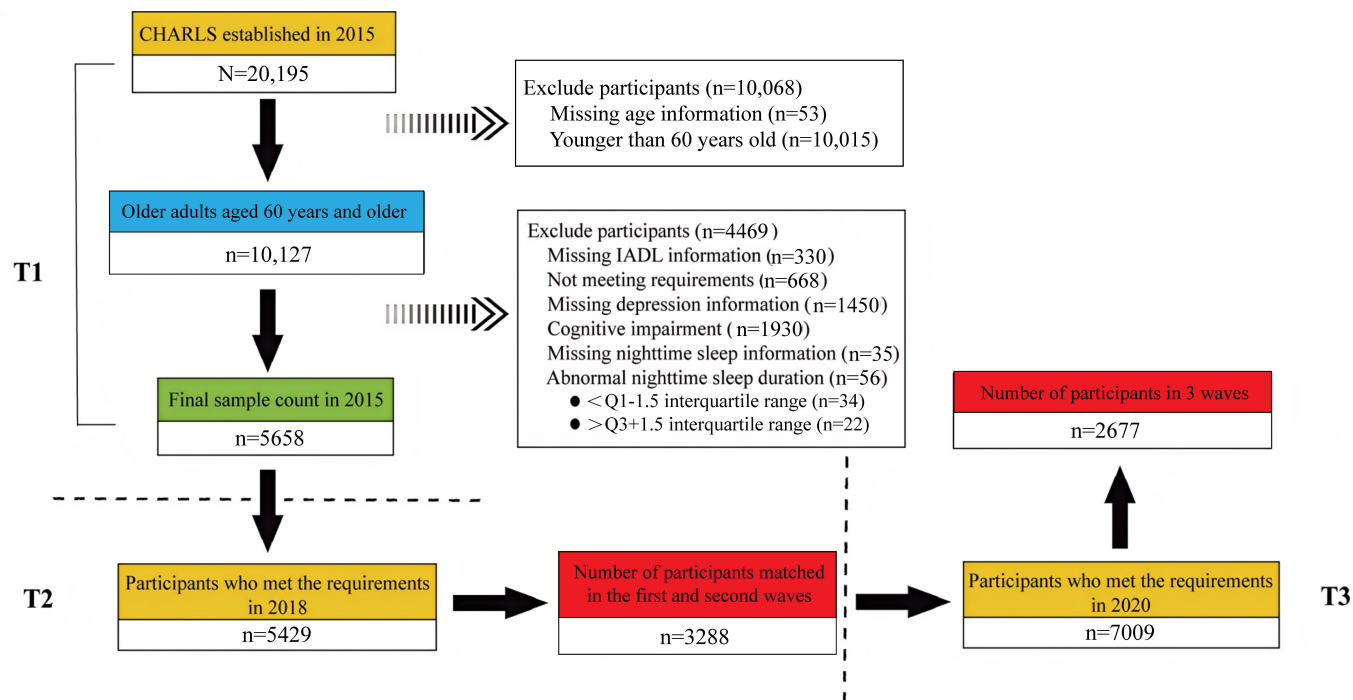 CHARLS established in 2015
N=20,195
Exclude participants (n=10,068)
Missing age information (n=53)
Younger than 60 years old (n=10,015)
T1
Older adults aged 60 years and older
n=10,127
Exclude participants (n=4469)
Missing IADL information (n=330)
Not meeting requirements (n=668)
Missing depression information (n=1450)
Cognitive impairment (n=1930)
Missing nighttime sleep information (n=35)
Abnormal nighttime sleep duration (n=56)
● <Q1-1.5 interquartile range (n=34)
● >Q3+1.5 interquartile range (n=22)
Final sample count in 2015
n=5658
Number of participants in 3 waves
n=2677
T2
Participants who met the requirements
in 2018
n=5429
Number of participants matched
in the first and second waves
n=3288
Participants who met the requirements
in 2020
n=7009
T3